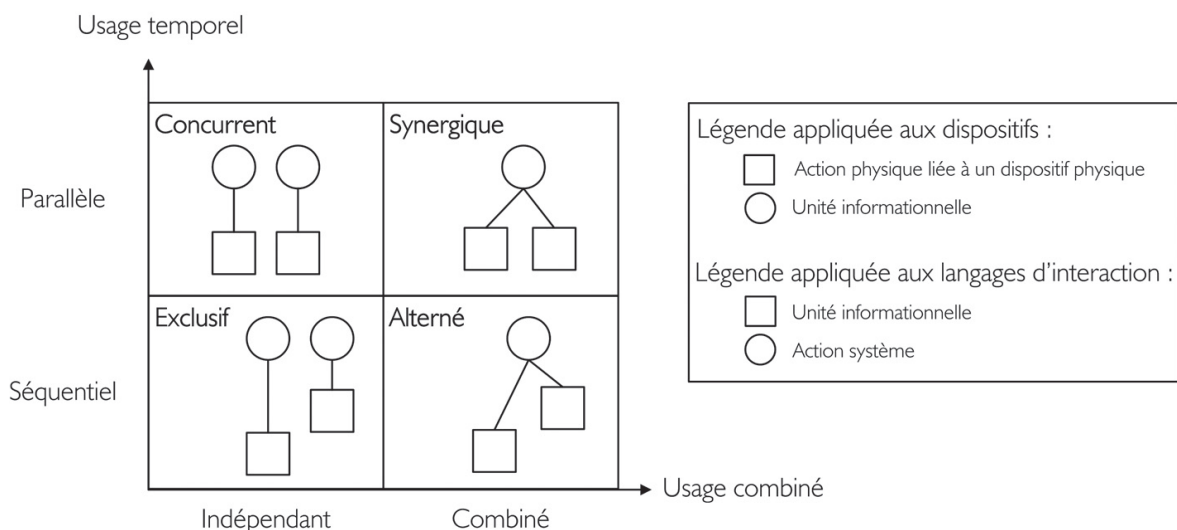 Usage temporel
Concurrent
Synergique
Parallèle
Exclusif
Alterné
Séquentiel
Usage combiné
Indépendant
Combiné
Légende appliquée aux dispositifs :
Action physique liée à un dispositif physique
Unité informationnelle
Légende appliquée aux langages d’interaction :
Unité informationnelle
Action système